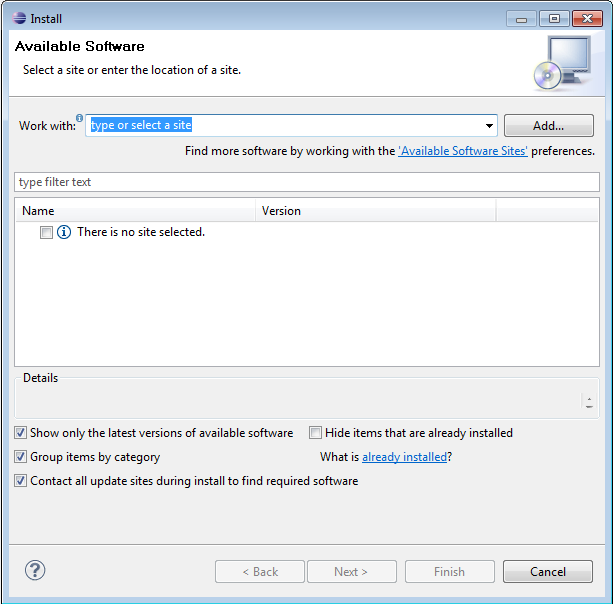 Install
Available Software
Select a site or enter the location of a site.
Work with: type or select a site Add...
Find more software by working with the 'Available Software Sites' preferences.
type filter text
Name Version
There is no site selected.
Details
Show only the latest versions of available software Hide items that are already installed
Group items by category What is already installed?
Contact all update sites during install to find required software
< Back Next > Finish Cancel